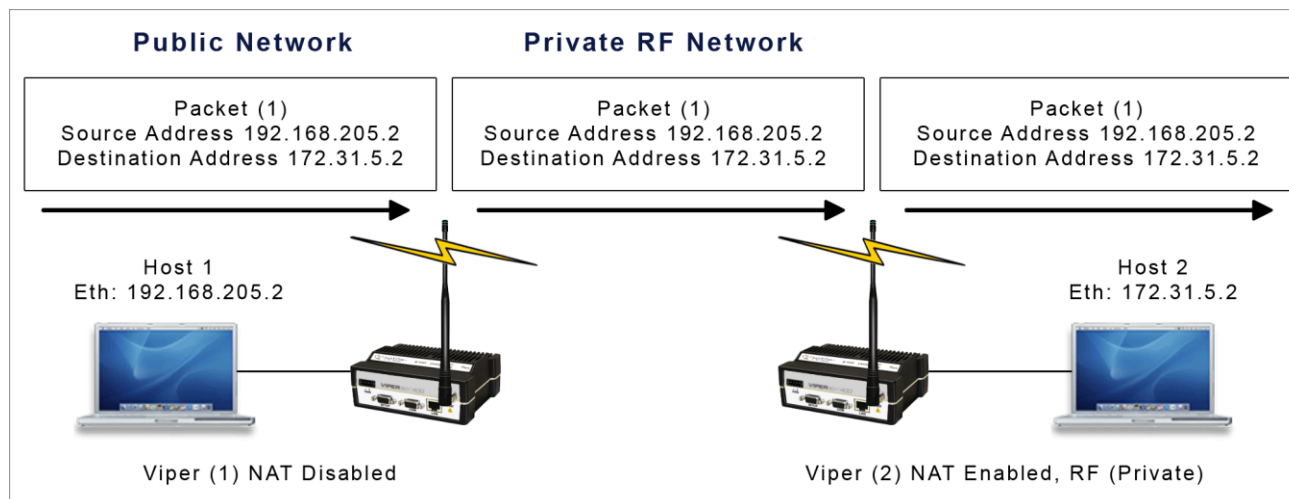 Public Network
Private RF Network
Packet (1)
Source Address 192.168.205.2
Destination Address 172.31.5.2
Packet (1)
Source Address 192.168.205.2
Destination Address 172.31.5.2
Packet (1)
Source Address 192.168.205.2
Destination Address 172.31.5.2
Host 1
Eth: 192.168.205.2
Host 2
Eth: 172.31.5.2
VIPER
VIPER
Viper (1) NAT Disabled
Viper (2) NAT Enabled, RF (Private)